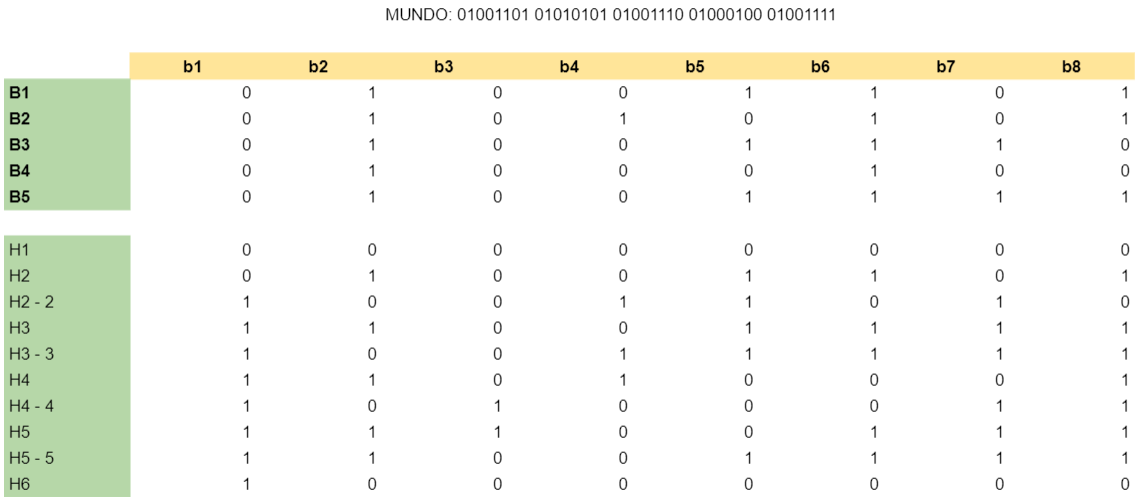 MUNDO: 01001101 01010101 01001110 01000100 01001111
b1 b2 b3 b4 b5 b6 b7 b8
B1 0 1 0 0 1 1 0 1
B2 0 1 0 1 0 1 0 1
B3 0 1 0 0 1 1 1 0
B4 0 1 0 0 0 1 0 0
B5 0 1 0 0 1 1 1 1
H1 0 0 0 0 0 0 0 0
H2 0 1 0 0 1 1 0 1
H2 - 2 1 0 0 1 1 0 1 0
H3 1 1 0 0 1 1 1 1
H3 - 3 1 0 0 1 1 1 1 1
H4 1 1 0 1 0 0 0 1
H4 - 4 1 0 1 0 0 0 1 1
H5 1 1 1 0 0 1 1 1
H5 - 5 1 1 0 0 1 1 1 1
H6 1 0 0 0 0 0 0 0